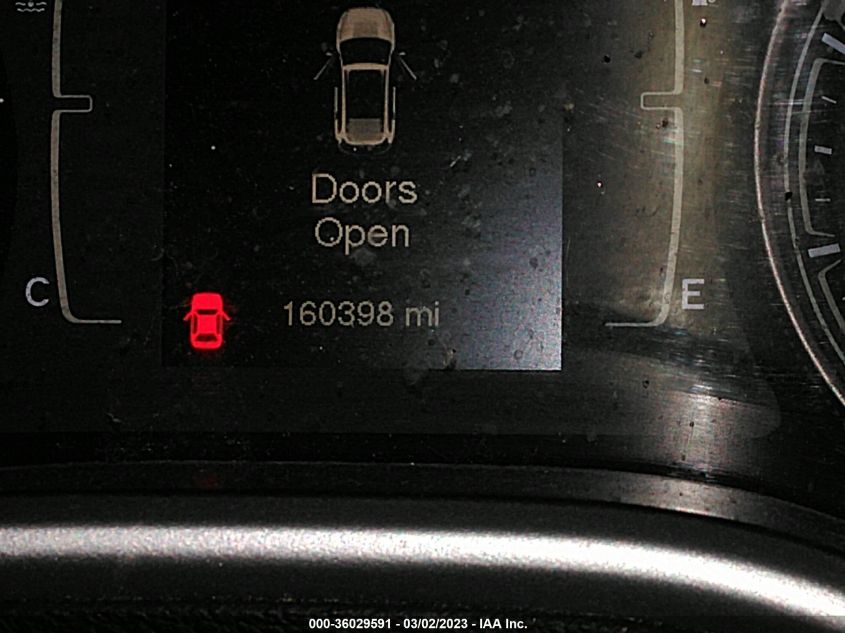 Doors
Open
C
E
160398 mi
000-36029591 - 03/02/2023 - IAA Inc.